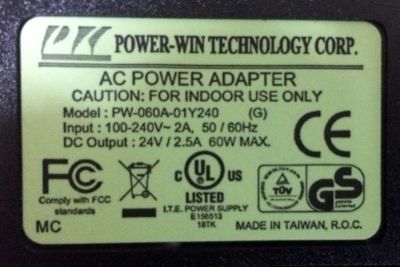 PW POWER-WIN TECHNOLOGY CORP.
AC POWER ADAPTER
CAUTION: FOR INDOOR USE ONLY
Model : PW-060A-01Y240 (G)
Input : 100-240V~ 2A, 50 / 60Hz
DC Output : 24V / 2.5A 60W MAX.
CE
FC
Comply with FCC
standards
c UL US
LISTED
I.T.E. POWER SUPPLY
E156513
18TK
TÜV
GS
MC
MADE IN TAIWAN, R.O.C.